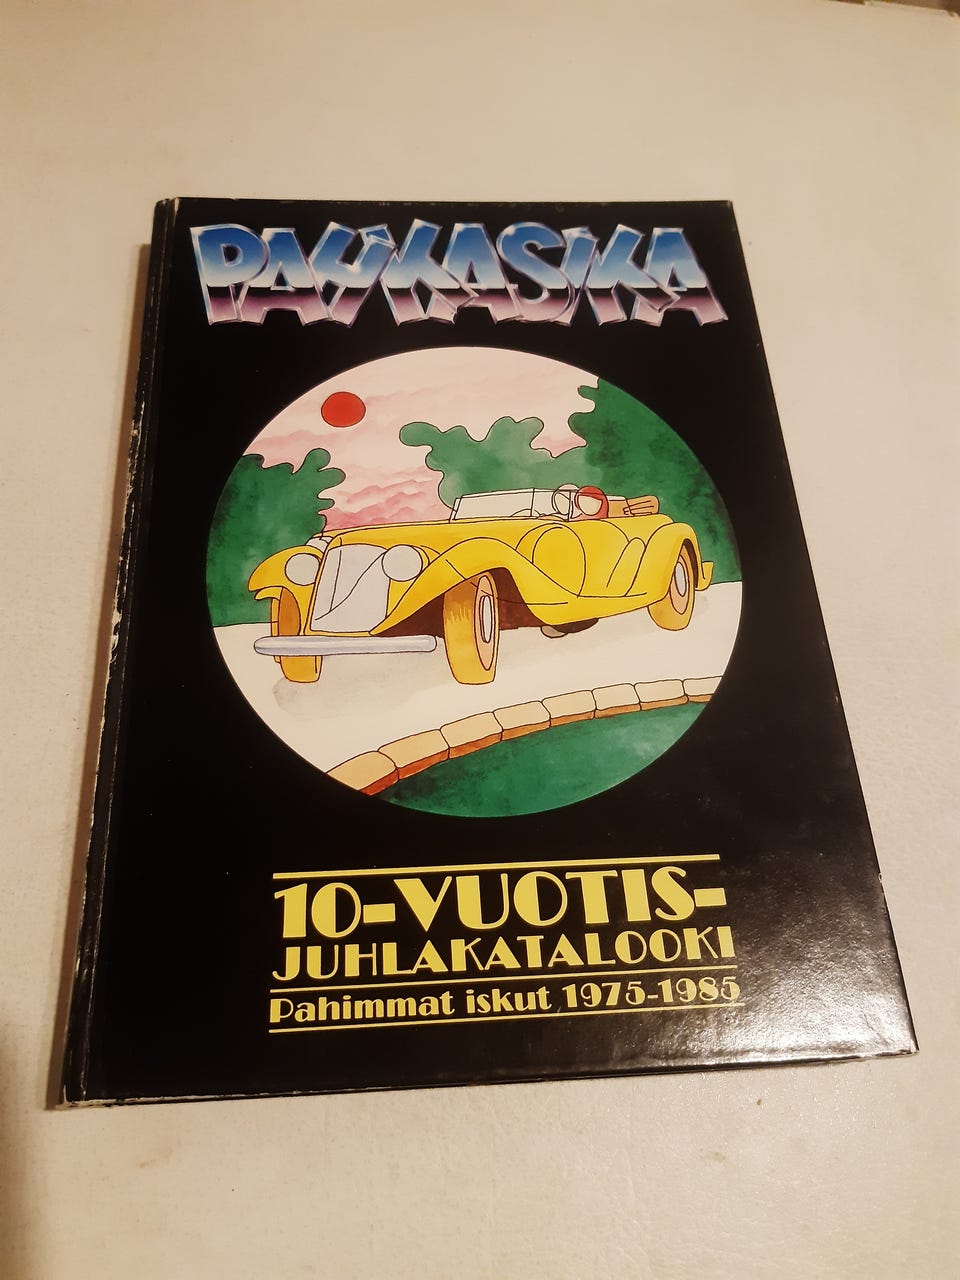 PAHKASIKA
10-VUOTIS-
JUHLAKATALOOKI
Pahimmat iskut 1975-1985